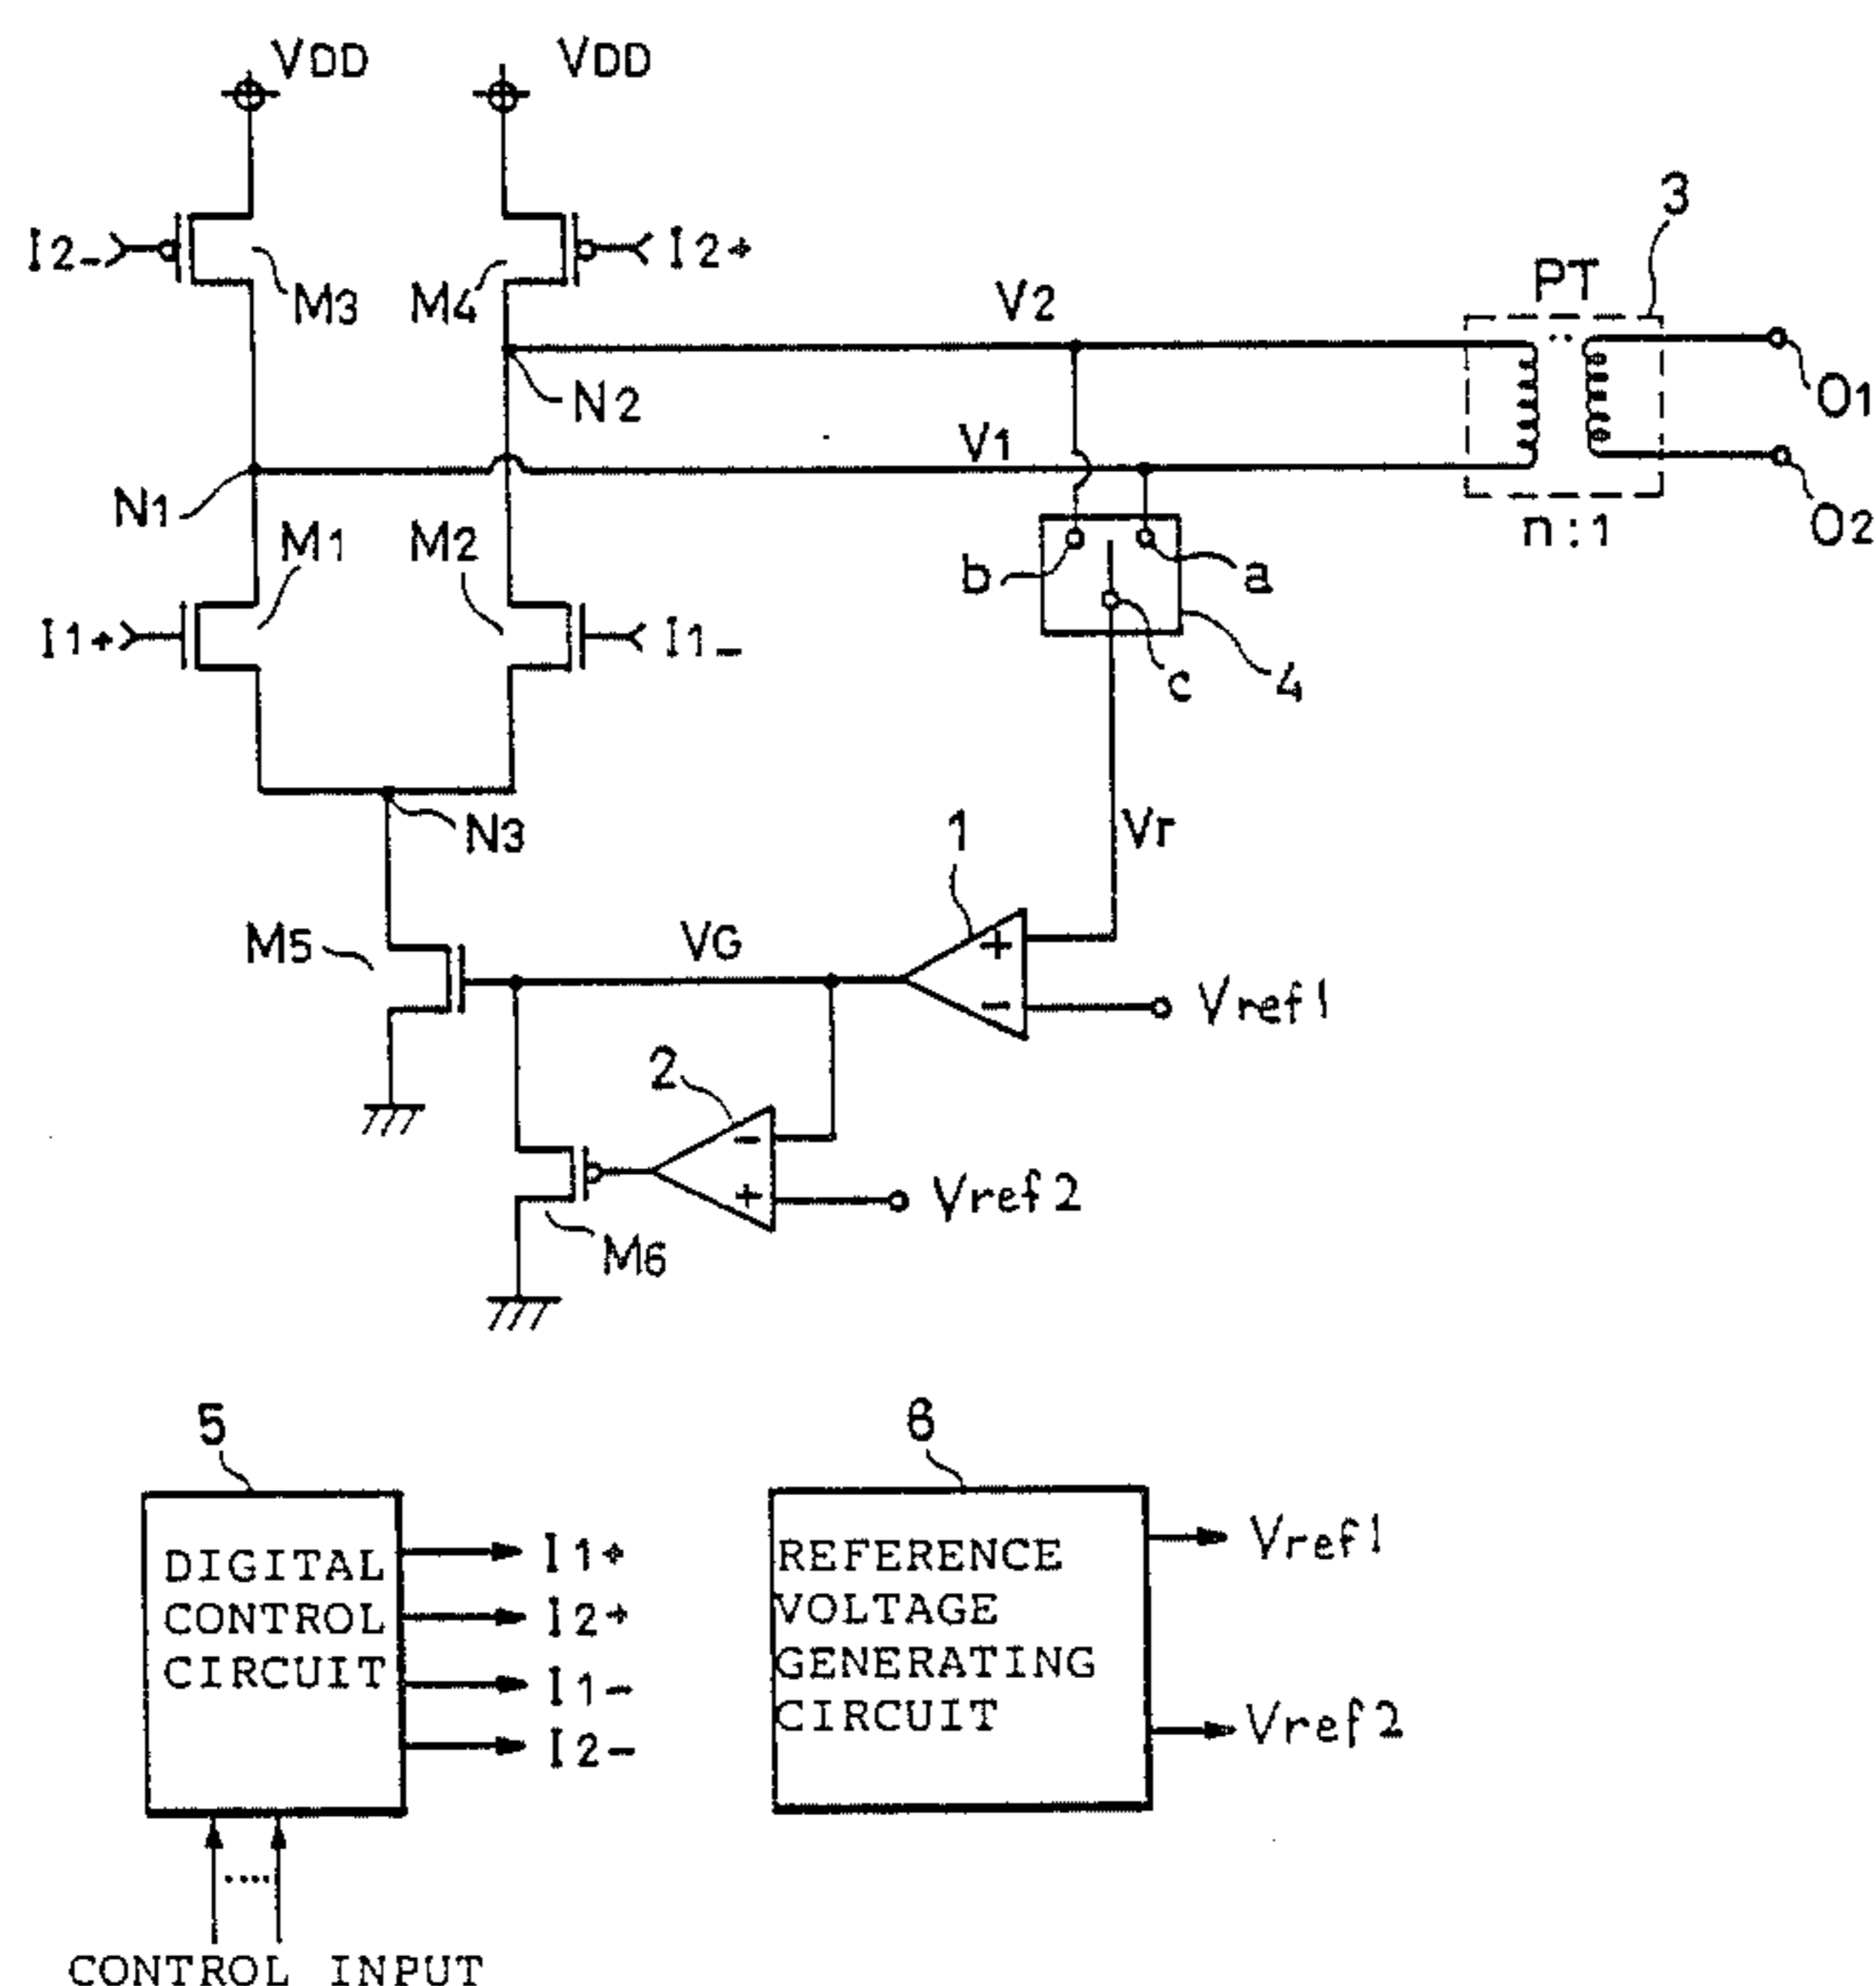 VDD VDD
3
I2- I2+
PT
M3 M4
V2
N2
O1
V1
N1
M1 M2
n:1
O2
b a
I1+ I1-
c 4
N3
1
Vr
M5
VG
+
-
Vref1
2
-
+
Vref2
M6
5
6
DIGITAL
CONTROL
CIRCUIT
I1+
I2+
I1-
I2-
REFERENCE
VOLTAGE
GENERATING
CIRCUIT
Vref1
Vref2
CONTROL INPUT